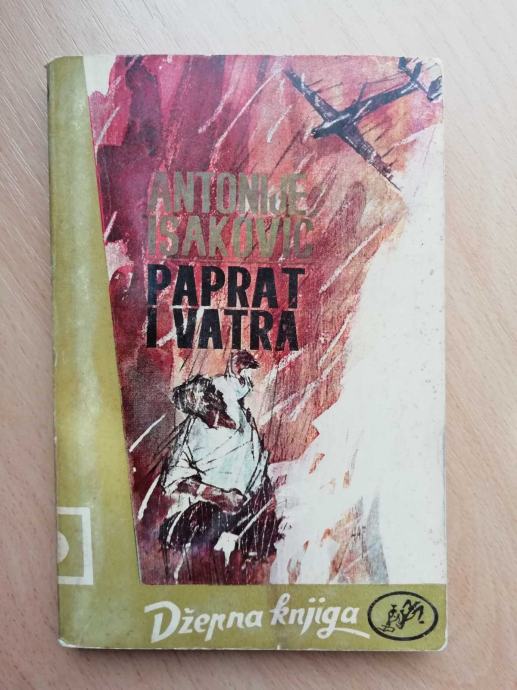 ANTONIJE
ISAKOVIĆ
PAPRAT
I VATRA
Džepna knjiga